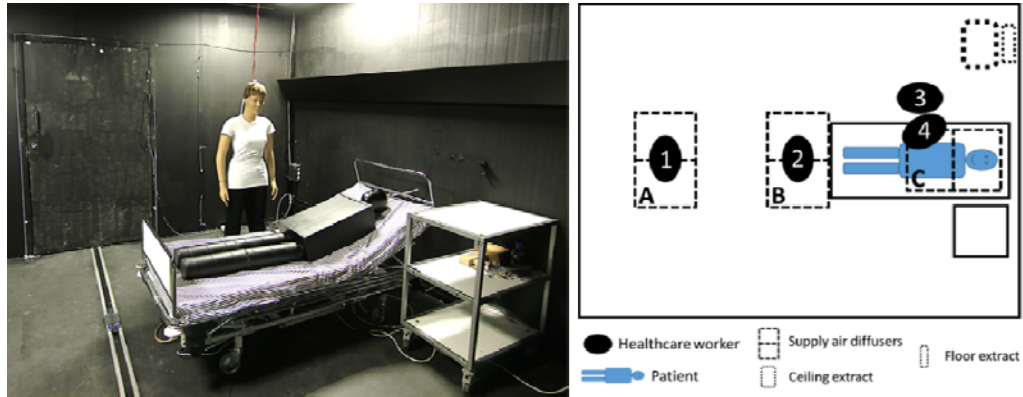 3
4
1
2
A
B
C
Healthcare worker
Supply air diffusers
Floor extract
Patient
Ceiling extract